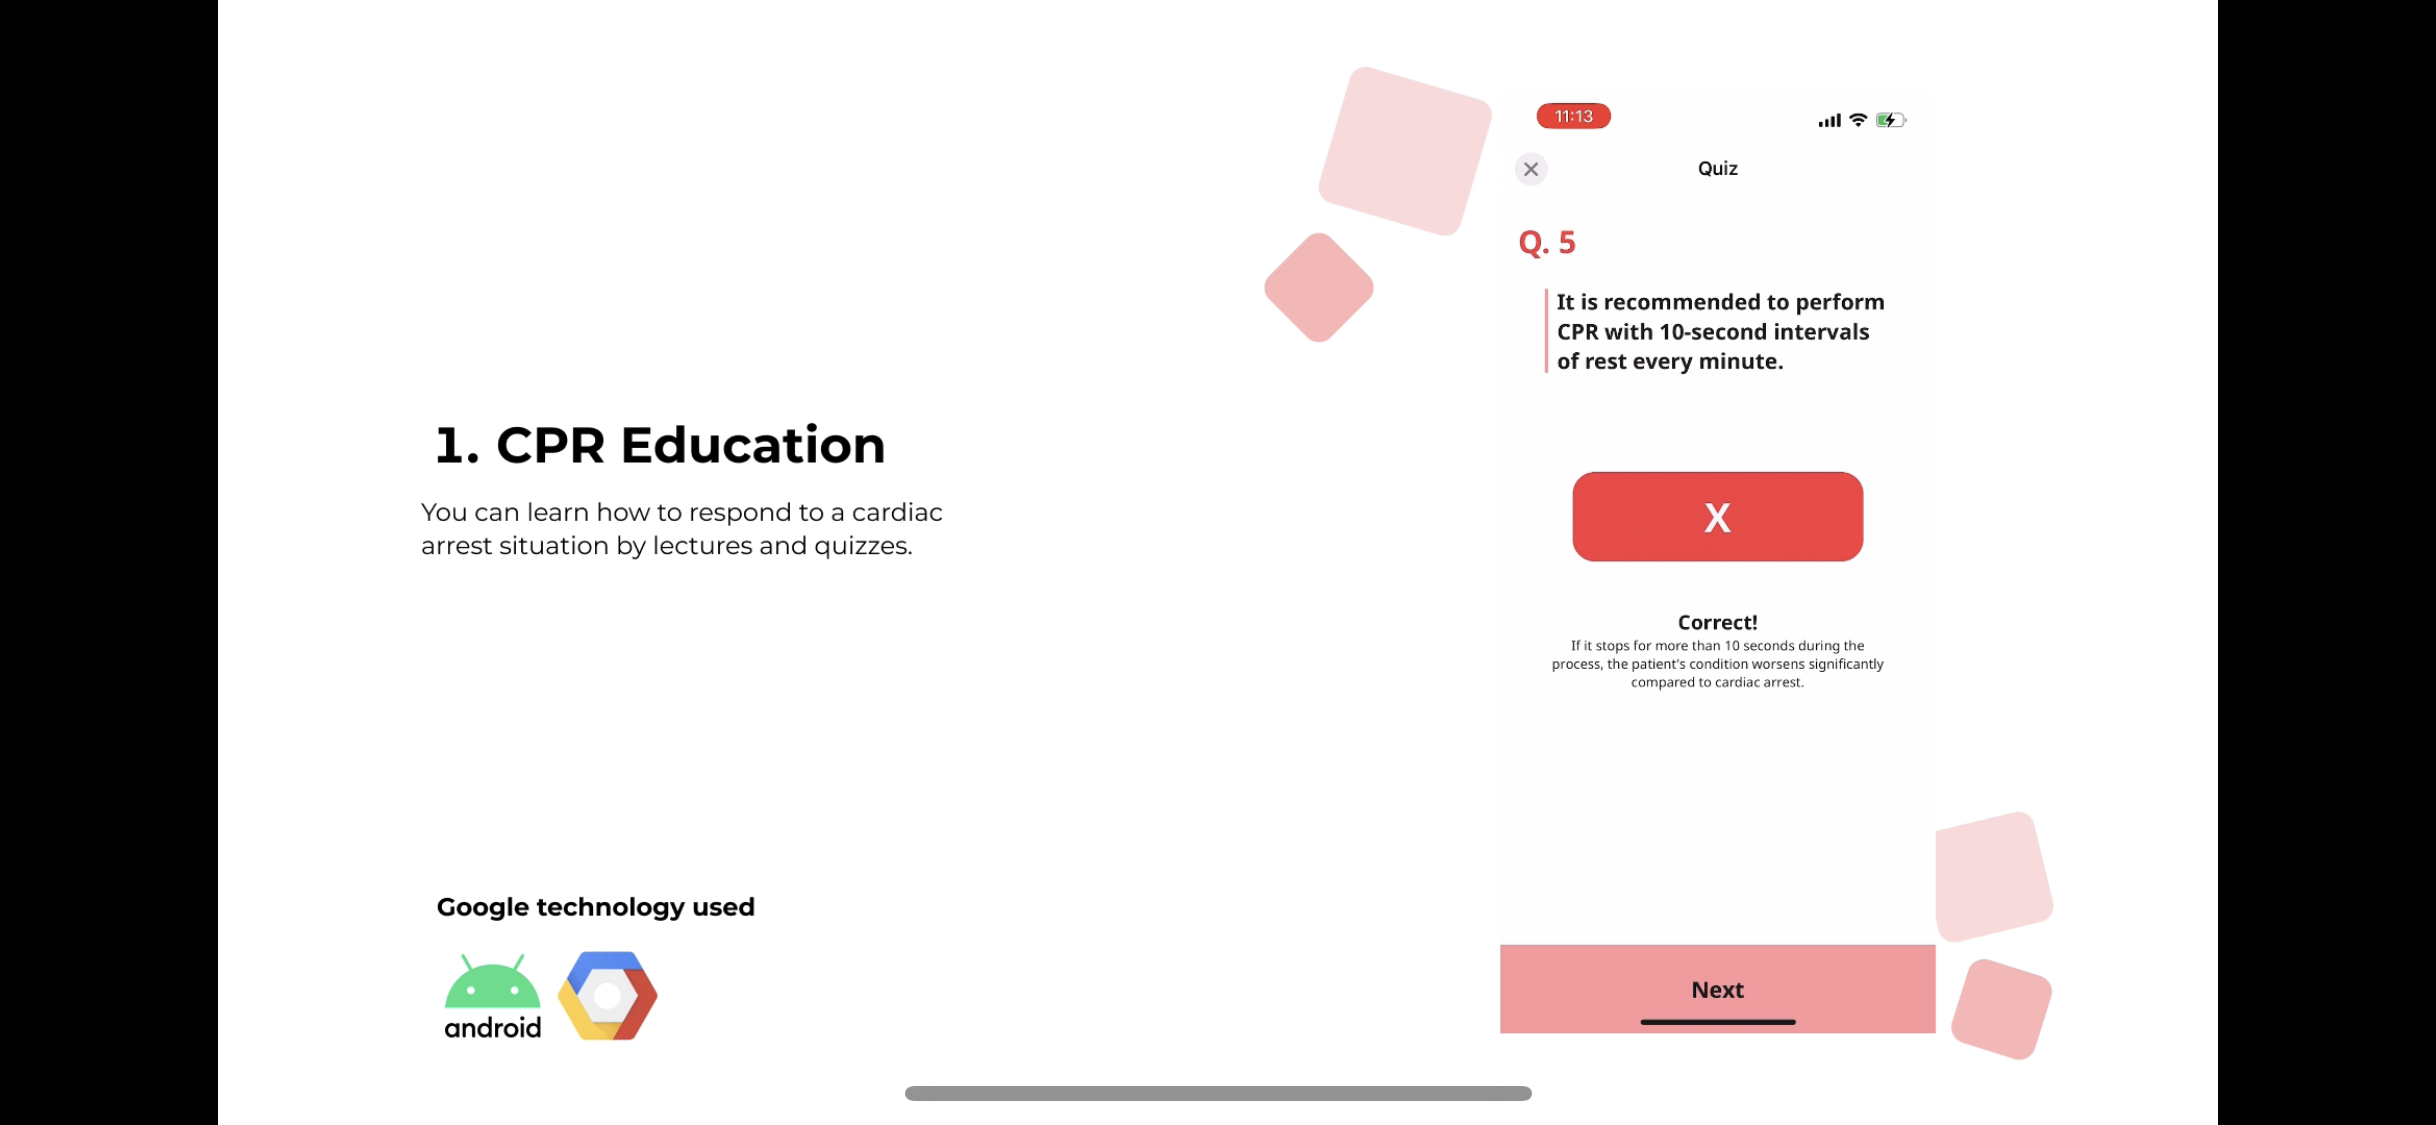 1. CPR Education
You can learn how to respond to a cardiac
arrest situation by lectures and quizzes.
Google technology used
android
11:13
Quiz
Q. 5
It is recommended to perform
CPR with 10-second intervals
of rest every minute.
X
Correct!
If it stops for more than 10 seconds during the
process, the patient's condition worsens significantly
compared to cardiac arrest.
Next